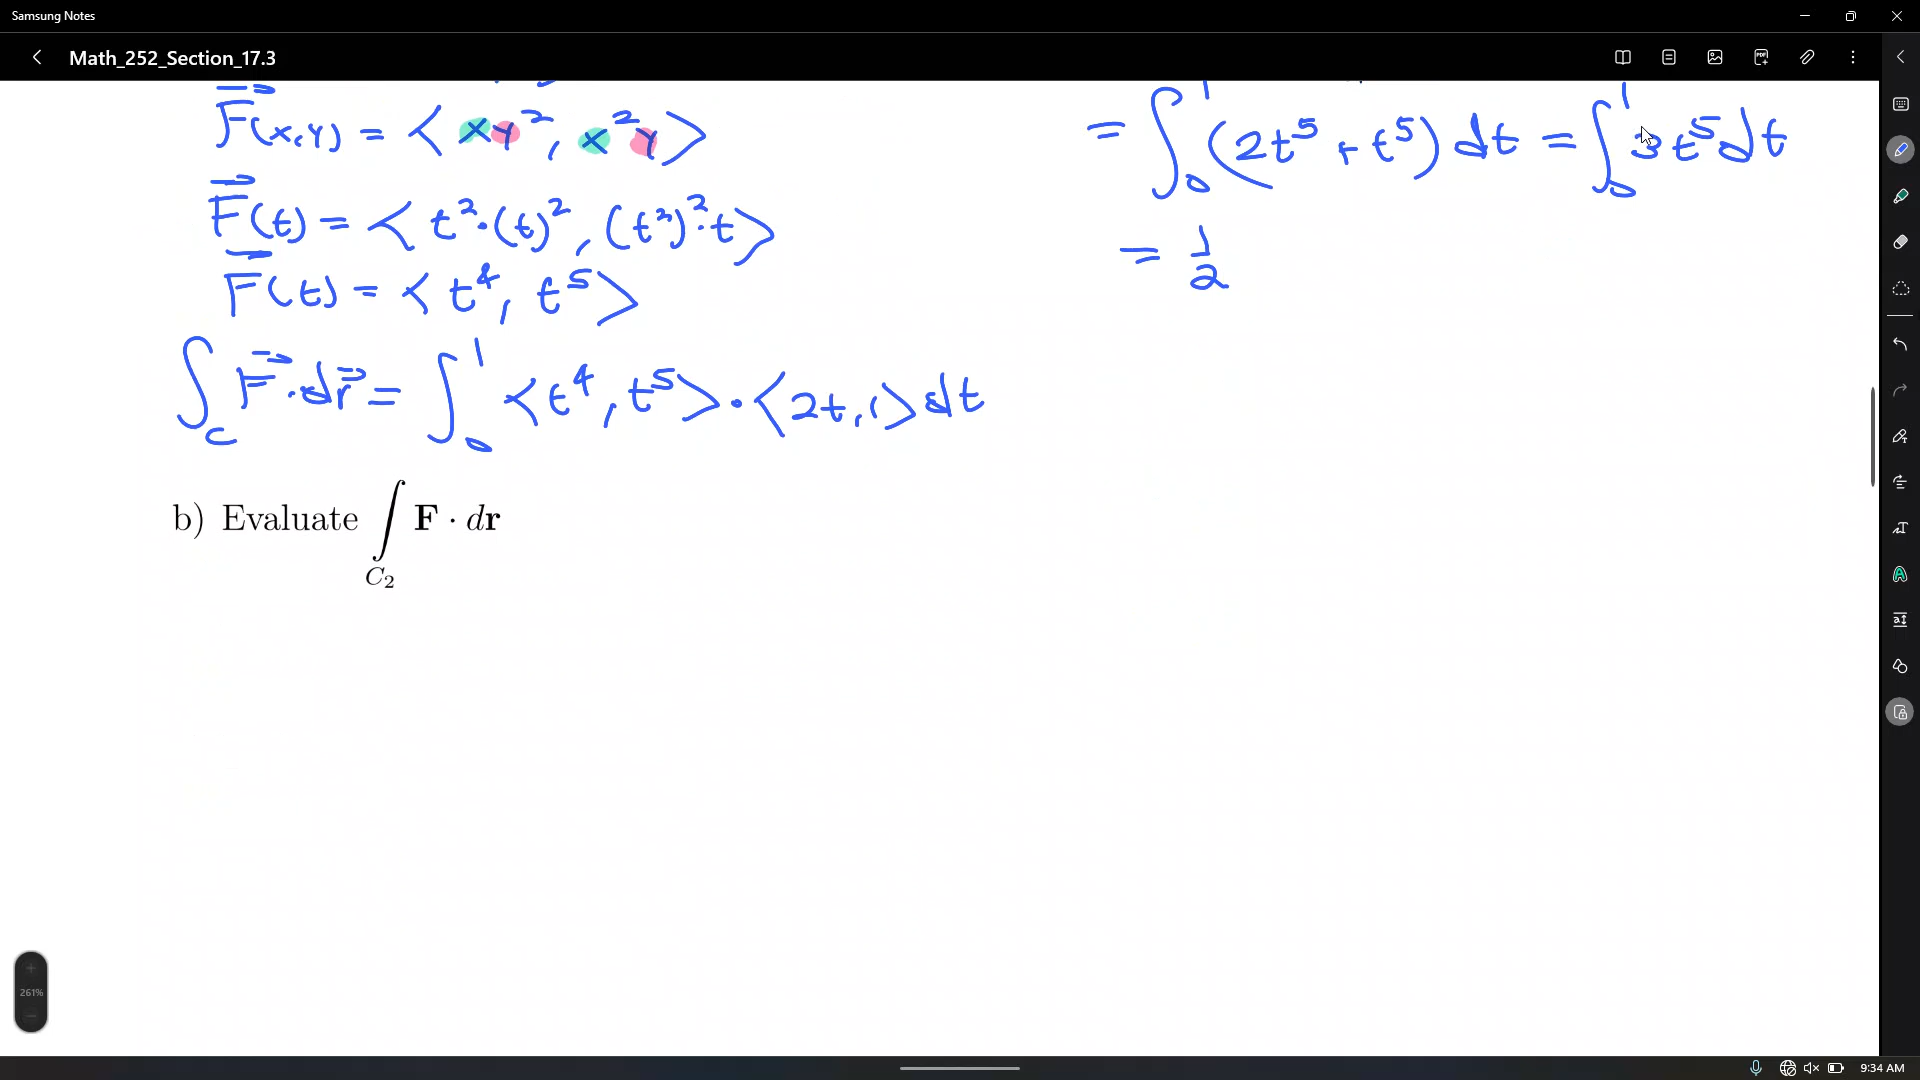 Samsung Notes
Math_252_Section_17.3
F(x,y) = < xy², x²y >
F(t) = < t²·(t)², (t²)²·t >
F(t) = < t⁴, t⁵ >
∫_C F·dr = ∫₀¹ < t⁴, t⁵ > · < 2t, 1 > dt
= ∫₀¹ (2t⁵ + t⁵) dt = ∫₀¹ 3t⁵ dt
= 1/2
b) Evaluate ∫_{C₂} F · dr
261%
9:34 AM